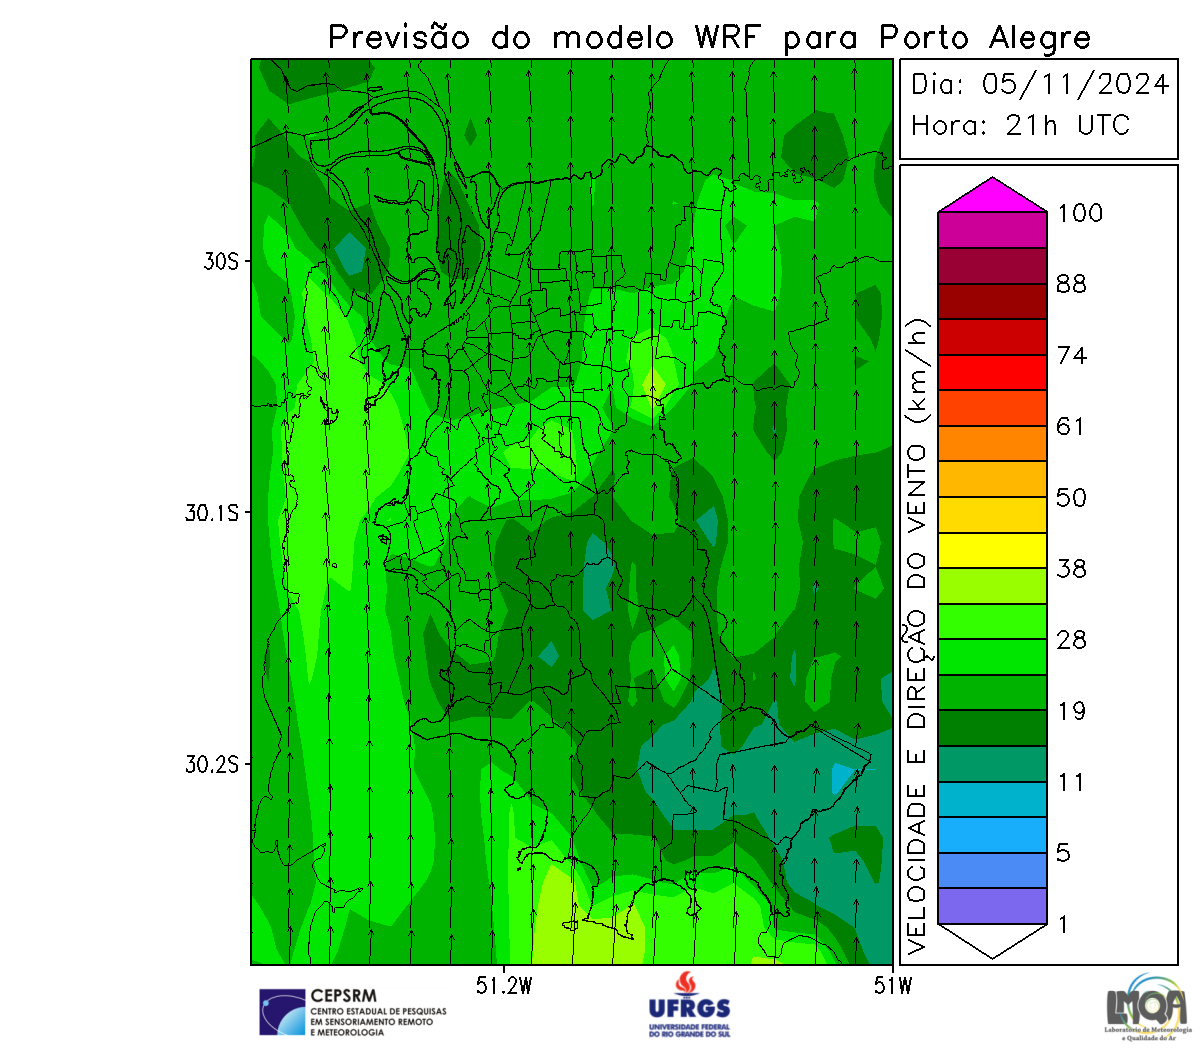 Previsão do modelo WRF para Porto Alegre
Dia: 05/11/2024
Hora: 21h UTC
30S
30.1S
30.2S
51.2W
51W
VELOCIDADE E DIREÇÃO DO VENTO (km/h)
100
88
74
61
50
38
28
19
11
5
1
CEPSRM
CENTRO ESTADUAL DE PESQUISAS
EM SENSORIAMENTO REMOTO
E METEOROLOGIA
UFRGS
UNIVERSIDADE FEDERAL
DO RIO GRANDE DO SUL
LMQA
Laboratório de Meteorologia
e Qualidade do Ar